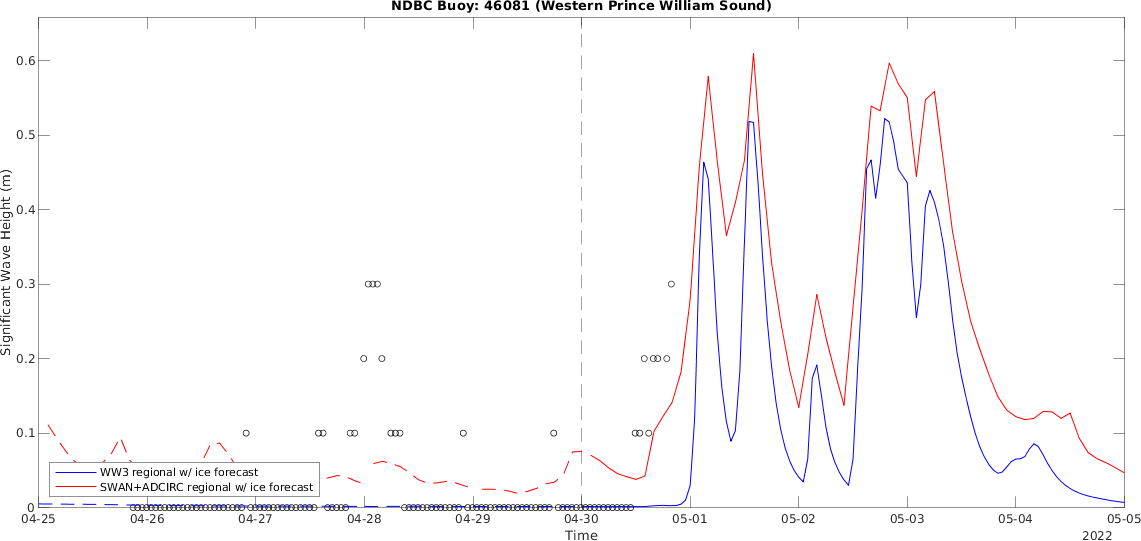 NDBC Buoy: 46081 (Western Prince William Sound)
Significant Wave Height (m)
0.6
0.5
0.4
0.3
0.2
0.1
0
WW3 regional w/ ice forecast
SWAN+ADCIRC regional w/ ice forecast
04-25 04-26 04-27 04-28 04-29 04-30 05-01 05-02 05-03 05-04 05-05
Time
2022